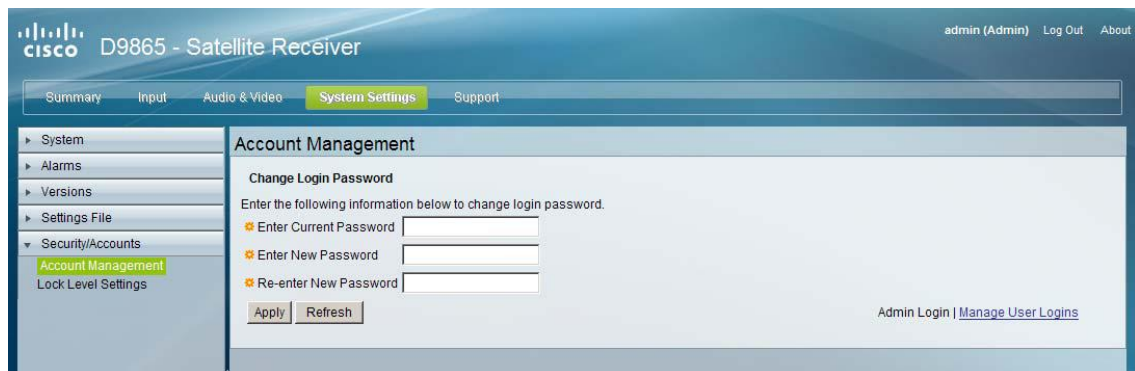 admin (Admin) Log Out About
CISCO D9865 - Satellite Receiver
Summary Input Audio & Video System Settings Support
System
Alarms
Versions
Settings File
Security/Accounts
Account Management
Lock Level Settings
Account Management
Change Login Password
Enter the following information below to change login password.
Enter Current Password
Enter New Password
Re-enter New Password
Apply Refresh
Admin Login | Manage User Logins